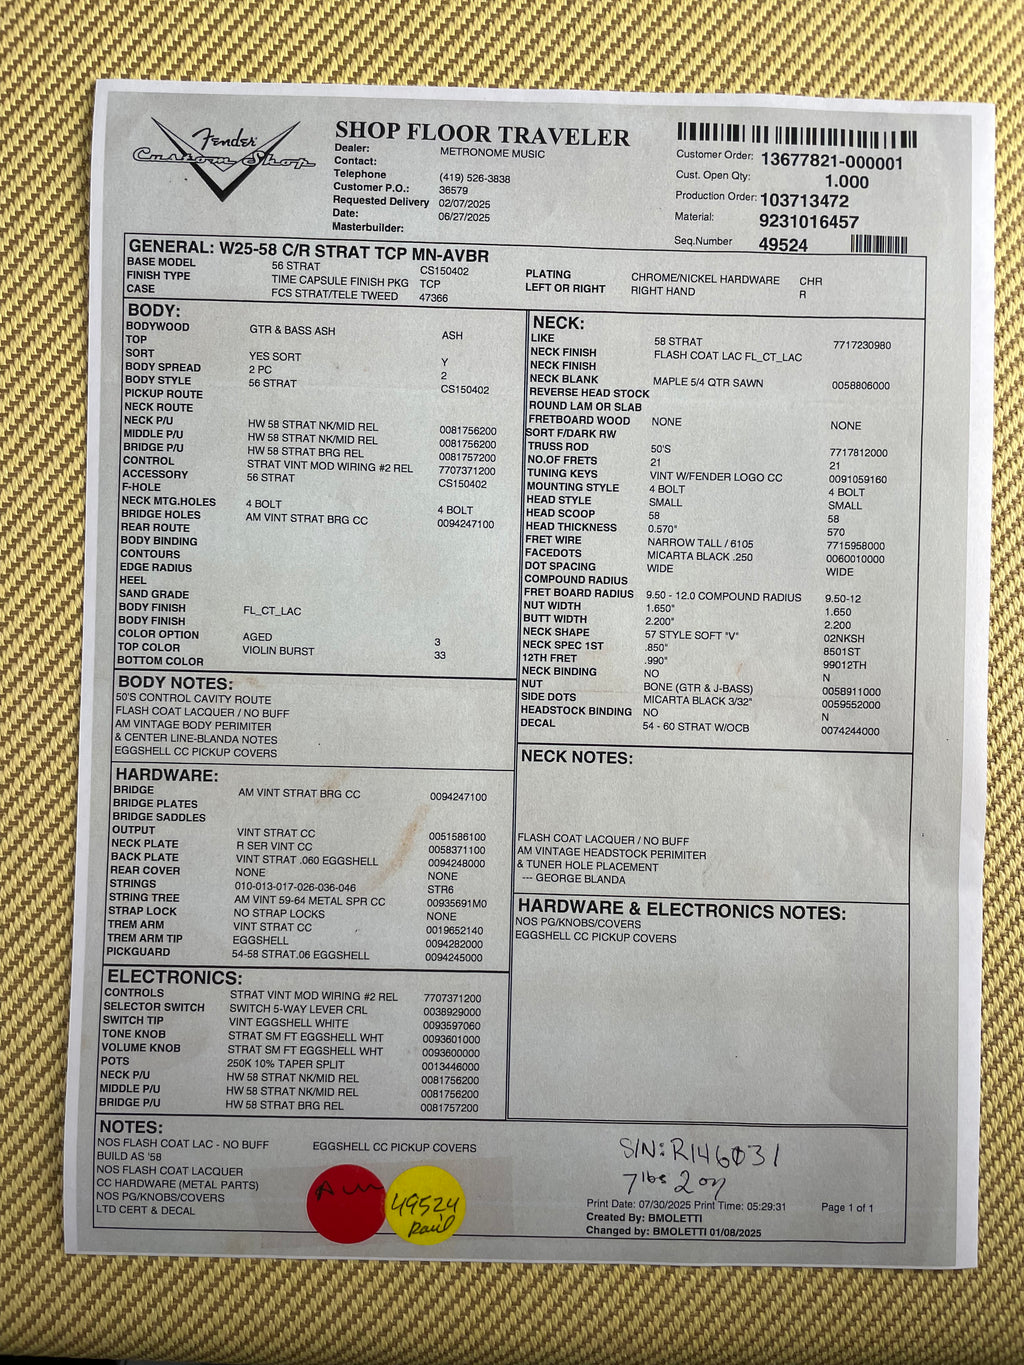 Fender
Custom Shop
SHOP FLOOR TRAVELER
Dealer: METRONOME MUSIC
Contact:
Telephone (419) 526-3838
Customer P.O.: 36579
Requested Delivery 02/07/2025
Date: 06/27/2025
Masterbuilder:
Customer Order: 13677821-000001
Cust. Open Qty: 1.000
Production Order: 103713472
Material: 9231016457
Seq.Number 49524
GENERAL: W25-58 C/R STRAT TCP MN-AVBR
BASE MODEL 56 STRAT CS150402
FINISH TYPE TIME CAPSULE FINISH PKG TCP
CASE FCS STRAT/TELE TWEED 47366
PLATING CHROME/NICKEL HARDWARE CHR
LEFT OR RIGHT RIGHT HAND R
BODY:
BODYWOOD GTR & BASS ASH ASH
TOP
SORT YES SORT Y
BODY SPREAD 2 PC 2
BODY STYLE 56 STRAT CS150402
PICKUP ROUTE
NECK ROUTE
NECK P/U HW 58 STRAT NK/MID REL 0081756200
MIDDLE P/U HW 58 STRAT NK/MID REL 0081756200
BRIDGE P/U HW 58 STRAT BRG REL 0081757200
CONTROL STRAT VINT MOD WIRING #2 REL 7707371200
ACCESSORY 56 STRAT CS150402
F-HOLE
NECK MTG.HOLES 4 BOLT 4 BOLT
BRIDGE HOLES AM VINT STRAT BRG CC 0094247100
REAR ROUTE
BODY BINDING
CONTOURS
EDGE RADIUS
HEEL
SAND GRADE
BODY FINISH FL_CT_LAC
BODY FINISH
COLOR OPTION AGED 3
TOP COLOR VIOLIN BURST 33
BOTTOM COLOR
BODY NOTES:
50'S CONTROL CAVITY ROUTE
FLASH COAT LACQUER / NO BUFF
AM VINTAGE BODY PERIMITER
& CENTER LINE-BLANDA NOTES
EGGSHELL CC PICKUP COVERS
HARDWARE:
BRIDGE AM VINT STRAT BRG CC 0094247100
BRIDGE PLATES
BRIDGE SADDLES
OUTPUT VINT STRAT CC 0051586100
NECK PLATE R SER VINT CC 0058371100
BACK PLATE VINT STRAT .060 EGGSHELL 0094248000
REAR COVER NONE NONE
STRINGS 010-013-017-026-036-046 STR6
STRING TREE AM VINT 59-64 METAL SPR CC 00935691M0
STRAP LOCK NO STRAP LOCKS NONE
TREM ARM VINT STRAT CC 0019652140
TREM ARM TIP EGGSHELL 0094282000
PICKGUARD 54-58 STRAT.06 EGGSHELL 0094245000
ELECTRONICS:
CONTROLS STRAT VINT MOD WIRING #2 REL 7707371200
SELECTOR SWITCH SWITCH 5-WAY LEVER CRL 0038929000
SWITCH TIP VINT EGGSHELL WHITE 0093597060
TONE KNOB STRAT SM FT EGGSHELL WHT 0093601000
VOLUME KNOB STRAT SM FT EGGSHELL WHT 0093600000
POTS 250K 10% TAPER SPLIT 0013446000
NECK P/U HW 58 STRAT NK/MID REL 0081756200
MIDDLE P/U HW 58 STRAT NK/MID REL 0081756200
BRIDGE P/U HW 58 STRAT BRG REL 0081757200
NECK:
LIKE 58 STRAT 7717230980
NECK FINISH FLASH COAT LAC FL_CT_LAC
NECK FINISH
NECK BLANK MAPLE 5/4 QTR SAWN 0058806000
REVERSE HEAD STOCK
ROUND LAM OR SLAB
FRETBOARD WOOD NONE NONE
SORT F/DARK RW
TRUSS ROD 50'S 7717812000
NO.OF FRETS 21 21
TUNING KEYS VINT W/FENDER LOGO CC 0091059160
MOUNTING STYLE 4 BOLT 4 BOLT
HEAD STYLE SMALL SMALL
HEAD SCOOP 58 58
HEAD THICKNESS 0.570" 570
FRET WIRE NARROW TALL / 6105 7715958000
FACEDOTS MICARTA BLACK .250 0060010000
DOT SPACING WIDE WIDE
COMPOUND RADIUS
FRET BOARD RADIUS 9.50 - 12.0 COMPOUND RADIUS 9.50-12
NUT WIDTH 1.650" 1.650
BUTT WIDTH 2.200" 2.200
NECK SHAPE 57 STYLE SOFT "V" 02NKSH
NECK SPEC 1ST .850" 8501ST
12TH FRET .990" 99012TH
NECK BINDING NO N
NUT BONE (GTR & J-BASS) 0058911000
SIDE DOTS MICARTA BLACK 3/32" 0059552000
HEADSTOCK BINDING NO N
DECAL 54 - 60 STRAT W/OCB 0074244000
NECK NOTES:
FLASH COAT LACQUER / NO BUFF
AM VINTAGE HEADSTOCK PERIMITER
& TUNER HOLE PLACEMENT
--- GEORGE BLANDA
HARDWARE & ELECTRONICS NOTES:
NOS PG/KNOBS/COVERS
EGGSHELL CC PICKUP COVERS
NOTES:
NOS FLASH COAT LAC - NO BUFF EGGSHELL CC PICKUP COVERS
BUILD AS '58
NOS FLASH COAT LACQUER
CC HARDWARE (METAL PARTS)
NOS PG/KNOBS/COVERS
LTD CERT & DECAL
49524
S/N: R146031
7 lbs 2 oz
Print Date: 07/30/2025 Print Time: 05:29:31 Page 1 of 1
Created By: BMOLETTI
Changed by: BMOLETTI 01/08/2025